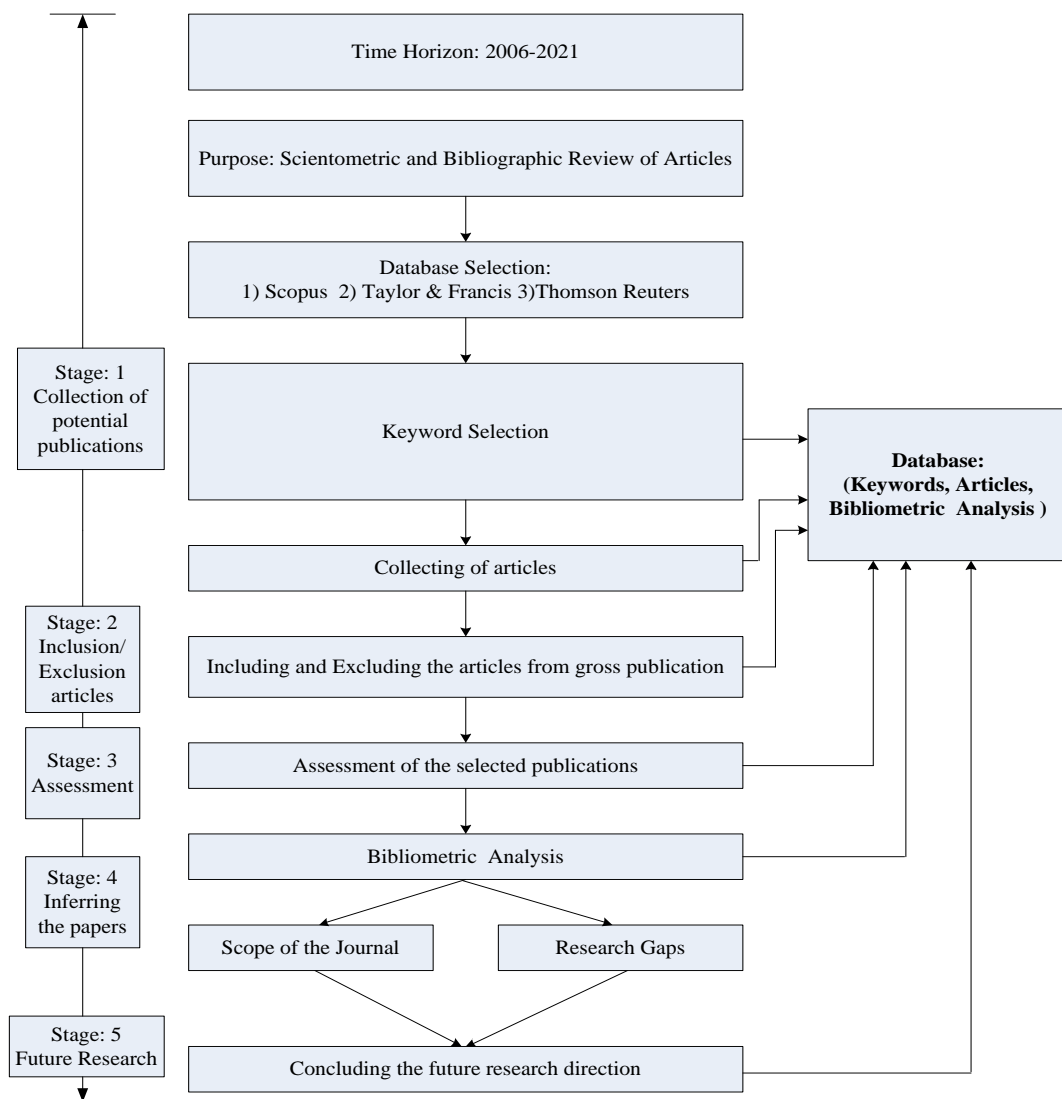 Time Horizon: 2006-2021
Purpose: Scientometric and Bibliographic Review of Articles
Database Selection:
1) Scopus 2) Taylor & Francis 3)Thomson Reuters
Stage: 1
Collection of
potential
publications
Keyword Selection
Database:
(Keywords, Articles,
Bibliometric Analysis )
Collecting of articles
Stage: 2
Inclusion/
Exclusion
articles
Including and Excluding the articles from gross publication
Stage: 3
Assessment
Assessment of the selected publications
Bibliometric Analysis
Stage: 4
Inferring
the papers
Scope of the Journal
Research Gaps
Stage: 5
Future Research
Concluding the future research direction